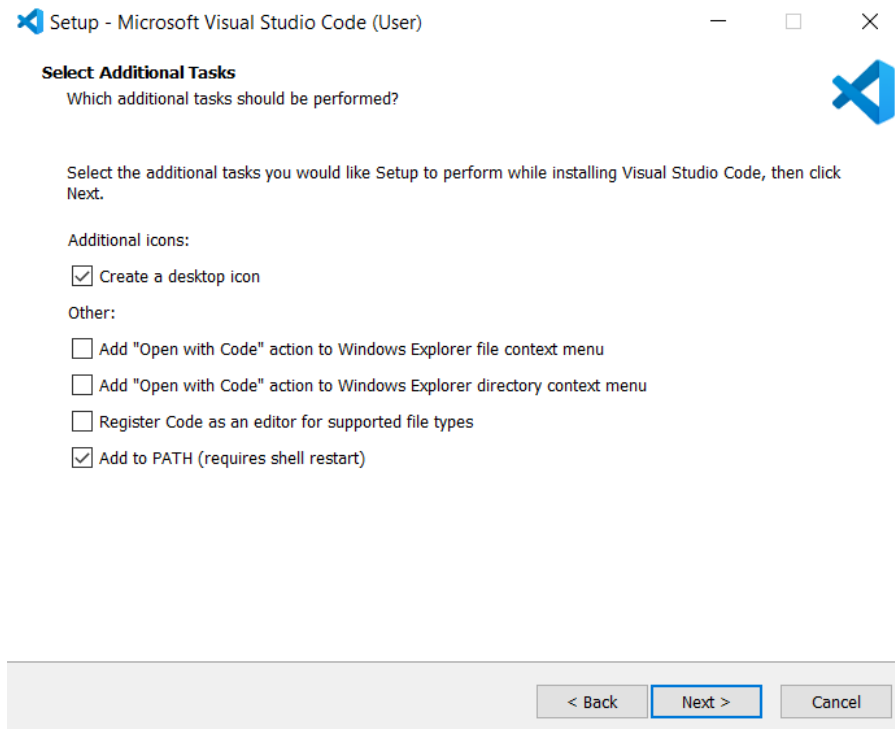 Setup - Microsoft Visual Studio Code (User)
Select Additional Tasks
Which additional tasks should be performed?
Select the additional tasks you would like Setup to perform while installing Visual Studio Code, then click
Next.
Additional icons:
Create a desktop icon
Other:
Add "Open with Code" action to Windows Explorer file context menu
Add "Open with Code" action to Windows Explorer directory context menu
Register Code as an editor for supported file types
Add to PATH (requires shell restart)
< Back Next > Cancel